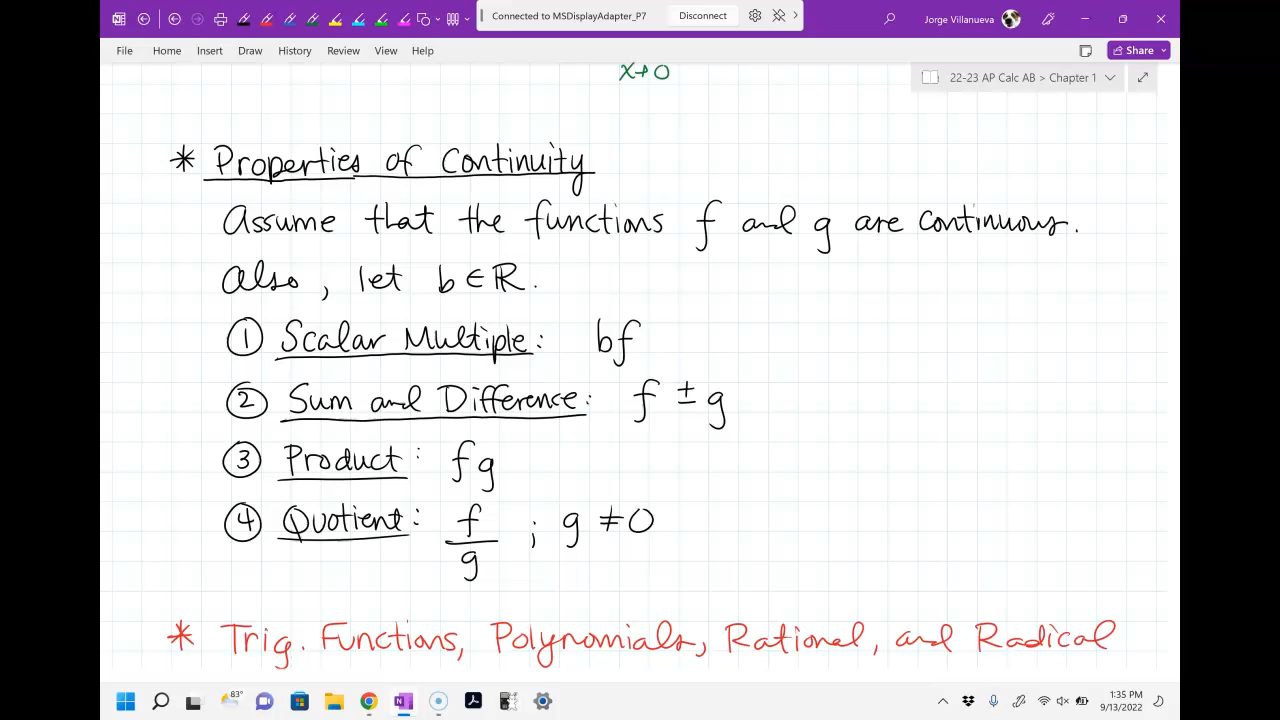 Connected to MSDisplayAdapter_P7
Disconnect
Jorge Villanueva
File Home Insert Draw History Review View Help
Share
x→0
22-23 AP Calc AB > Chapter 1
* Properties of Continuity
Assume that the functions f and g are continuous.
Also, let b ∈ ℝ.
① Scalar Multiple: bf
② Sum and Difference: f ± g
③ Product: fg
④ Quotient: f/g ; g ≠ 0
* Trig. Functions, Polynomials, Rational, and Radical
83°
1:35 PM
9/13/2022